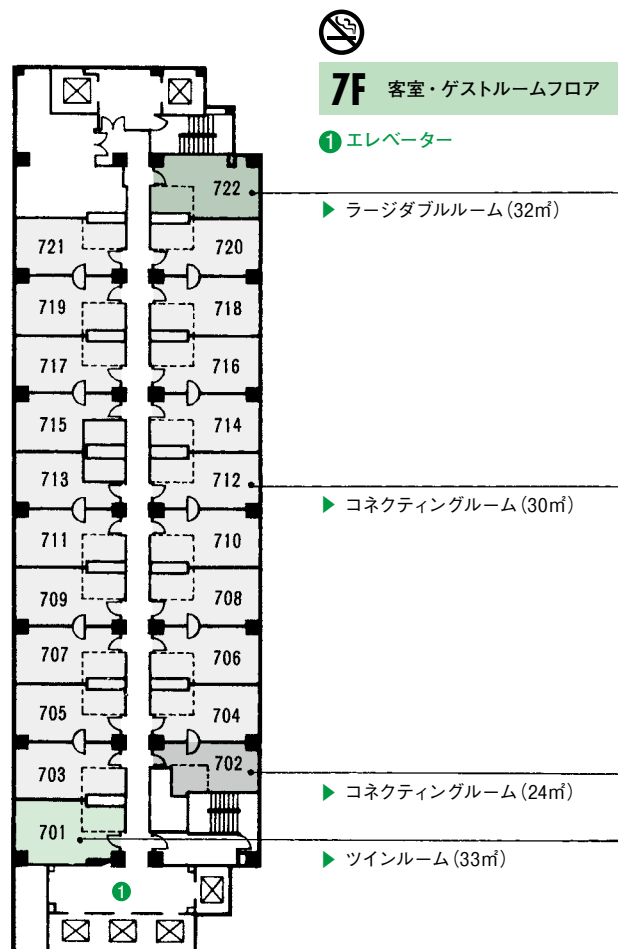 7F 客室・ゲストルームフロア
1 エレベーター
722
▶ ラージダブルルーム(32㎡)
721 720
719 718
717 716
715 714
713 712
▶ コネクティングルーム(30㎡)
711 710
709 708
707 706
705 704
703 702
▶ コネクティングルーム(24㎡)
701
▶ ツインルーム(33㎡)
1